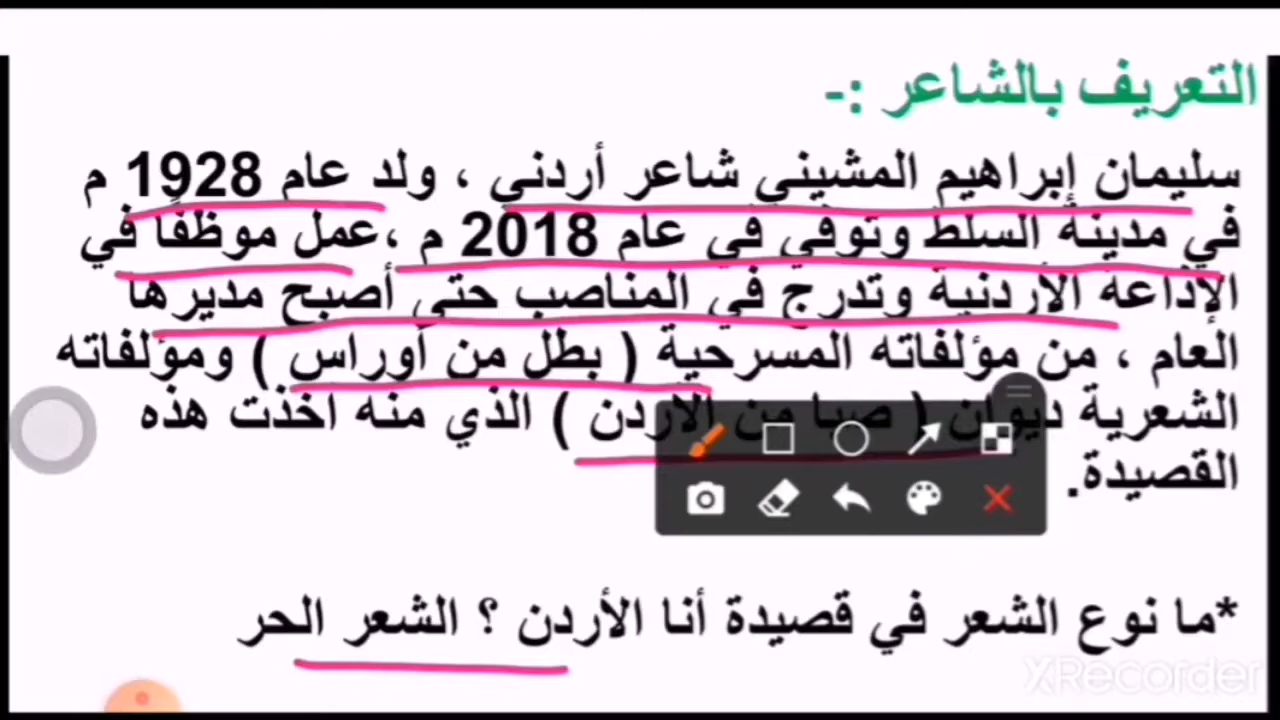 التعريف بالشاعر :-
سليمان إبراهيم المشيني شاعر أردني ، ولد عام 1928 م
في مدينة السلط وتوفي في عام 2018 م ،عمل موظفًا في
الإذاعة الأردنية وتدرج في المناصب حتى أصبح مديرها
العام ، من مؤلفاته المسرحية ( بطل من أوراس ) ومؤلفاته
الشعرية ديوان ( صبا من الأردن ) الذي منه أخذت هذه
القصيدة.
*ما نوع الشعر في قصيدة أنا الأردن ؟ الشعر الحر
XRecorder